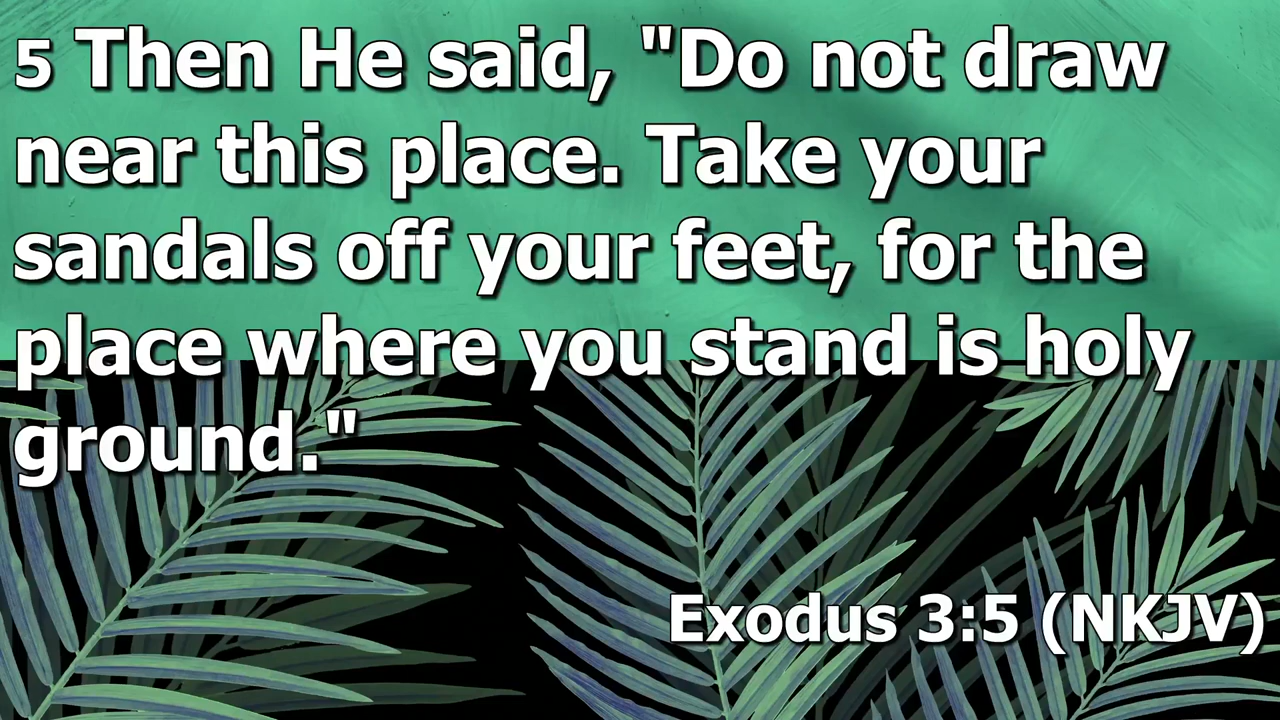 5 Then He said, "Do not draw
near this place. Take your
sandals off your feet, for the
place where you stand is holy
ground."
Exodus 3:5 (NKJV)